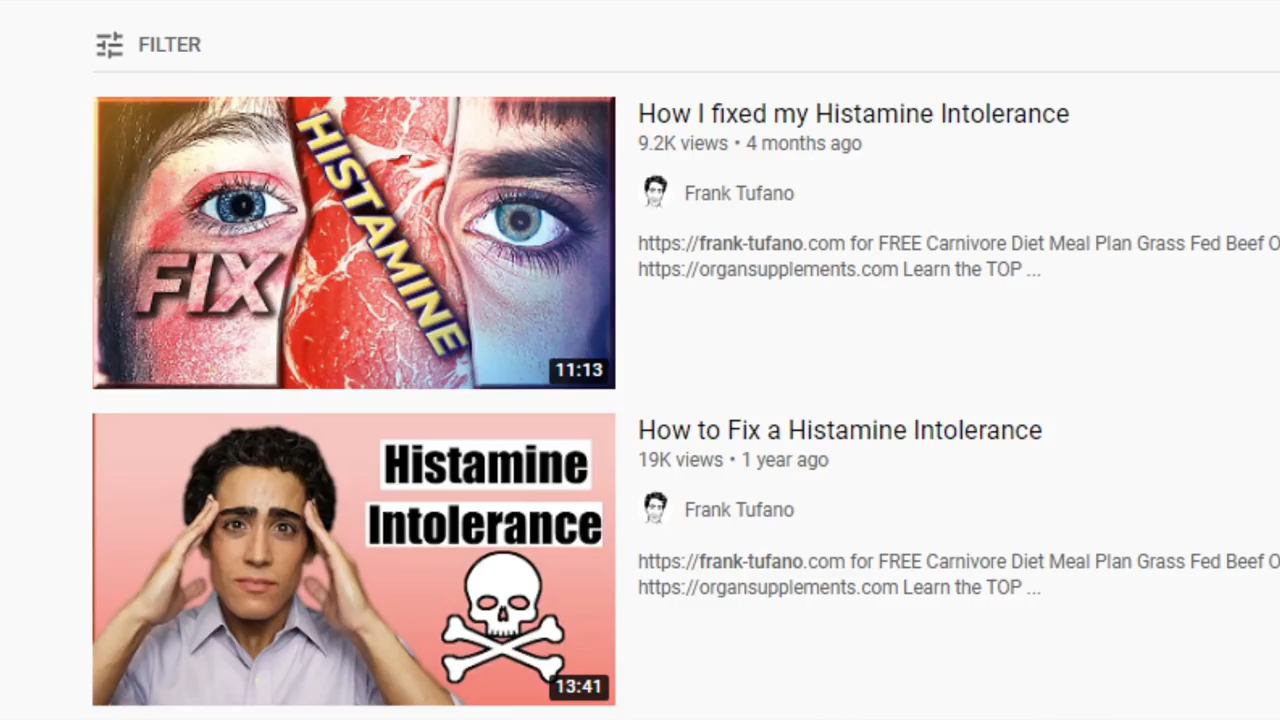 FILTER
FIX
HISTAMINE
11:13
How I fixed my Histamine Intolerance
9.2K views • 4 months ago
Frank Tufano
https://frank-tufano.com for FREE Carnivore Diet Meal Plan Grass Fed Beef O
https://organsupplements.com Learn the TOP ...
Histamine
Intolerance
13:41
How to Fix a Histamine Intolerance
19K views • 1 year ago
Frank Tufano
https://frank-tufano.com for FREE Carnivore Diet Meal Plan Grass Fed Beef O
https://organsupplements.com Learn the TOP ...